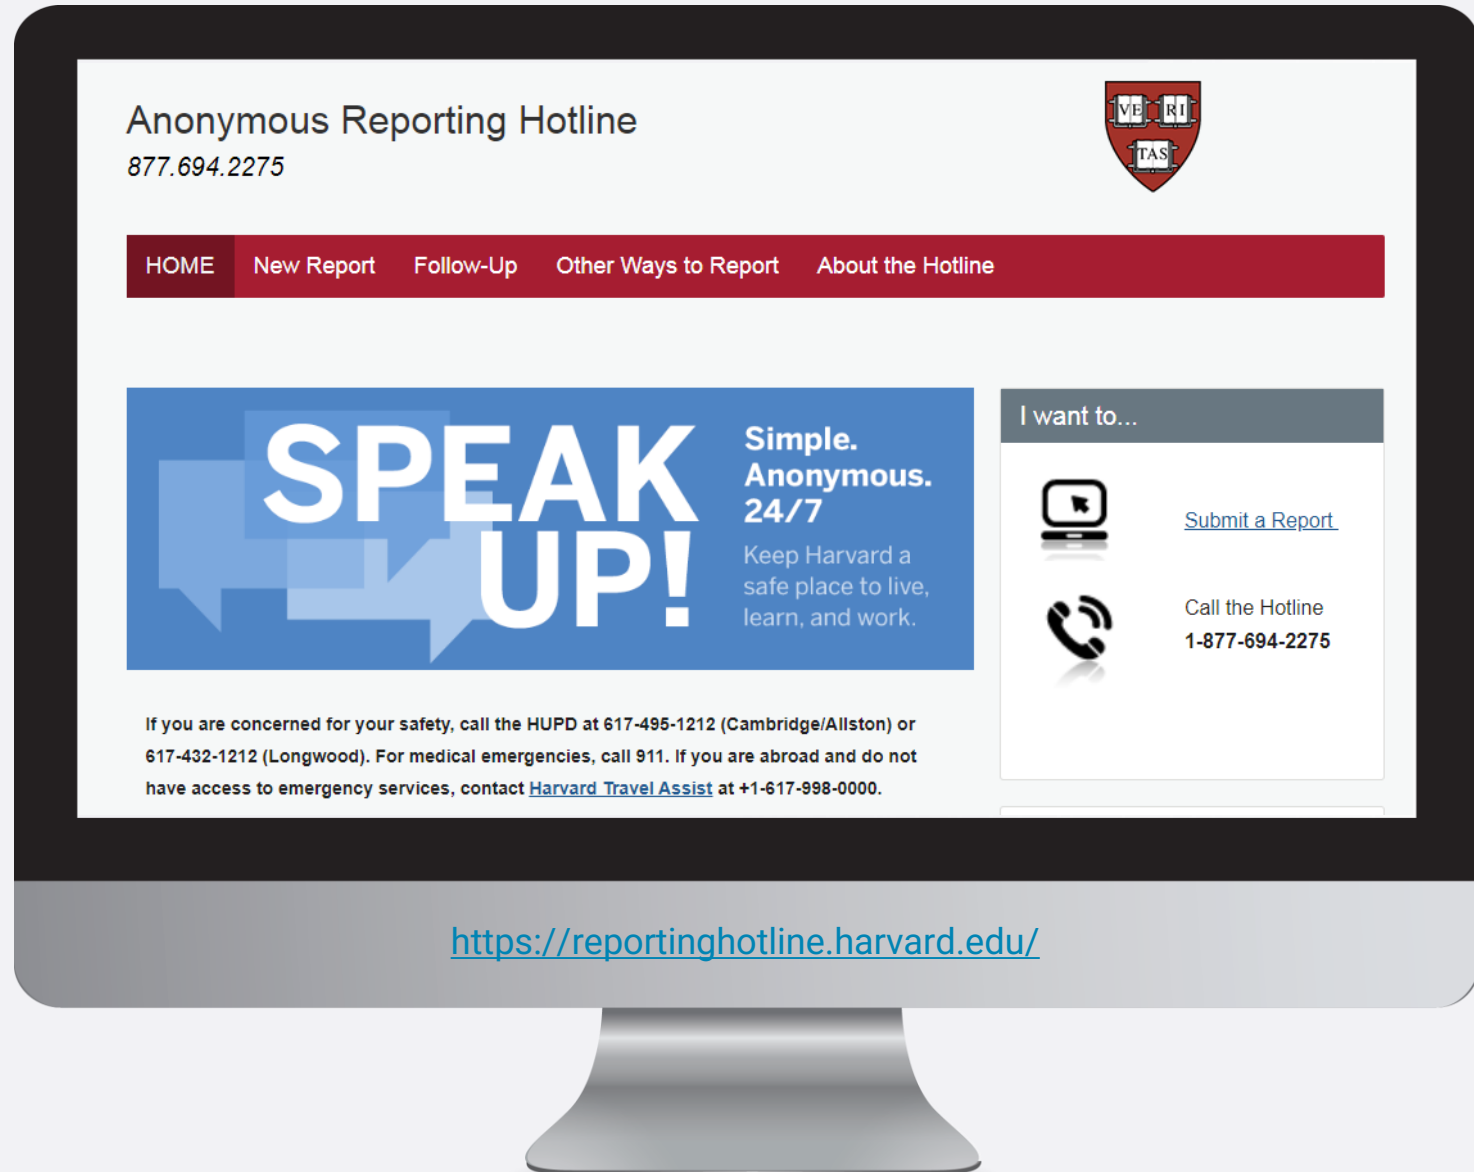 Anonymous Reporting Hotline
877.694.2275
VE RI
TAS
HOME New Report Follow-Up Other Ways to Report About the Hotline
SPEAK
UP!
Simple.
Anonymous.
24/7
Keep Harvard a
safe place to live,
learn, and work.
I want to...
Submit a Report
Call the Hotline
1-877-694-2275
If you are concerned for your safety, call the HUPD at 617-495-1212 (Cambridge/Allston) or
617-432-1212 (Longwood). For medical emergencies, call 911. If you are abroad and do not
have access to emergency services, contact Harvard Travel Assist at +1-617-998-0000.
https://reportinghotline.harvard.edu/